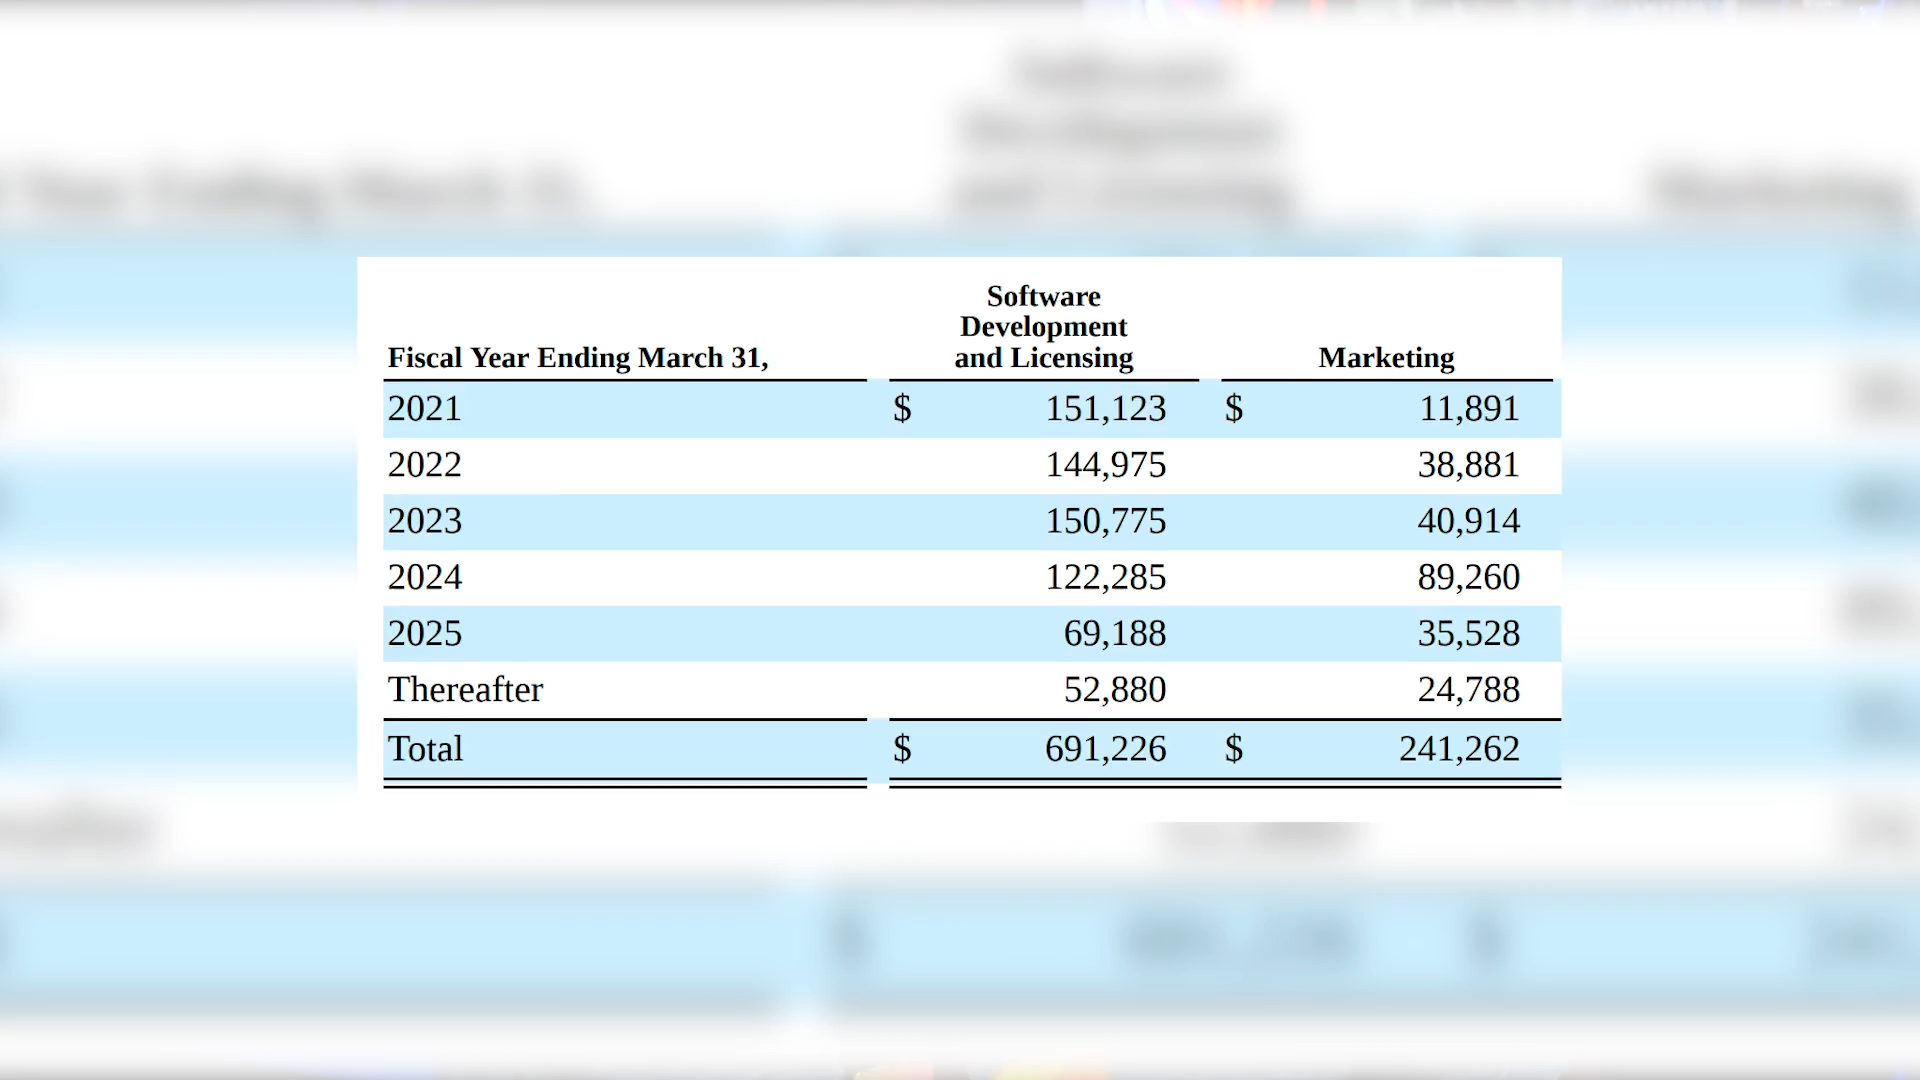 Software
Development
Fiscal Year Ending March 31, and Licensing Marketing
2021 $ 151,123 $ 11,891
2022 144,975 38,881
2023 150,775 40,914
2024 122,285 89,260
2025 69,188 35,528
Thereafter 52,880 24,788
Total $ 691,226 $ 241,262